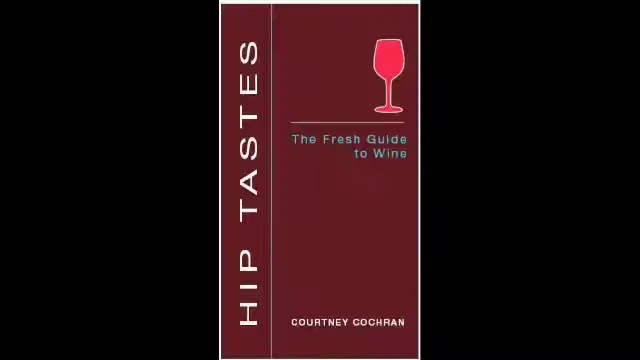 HIP TASTES
The Fresh Guide
to Wine
COURTNEY COCHRAN